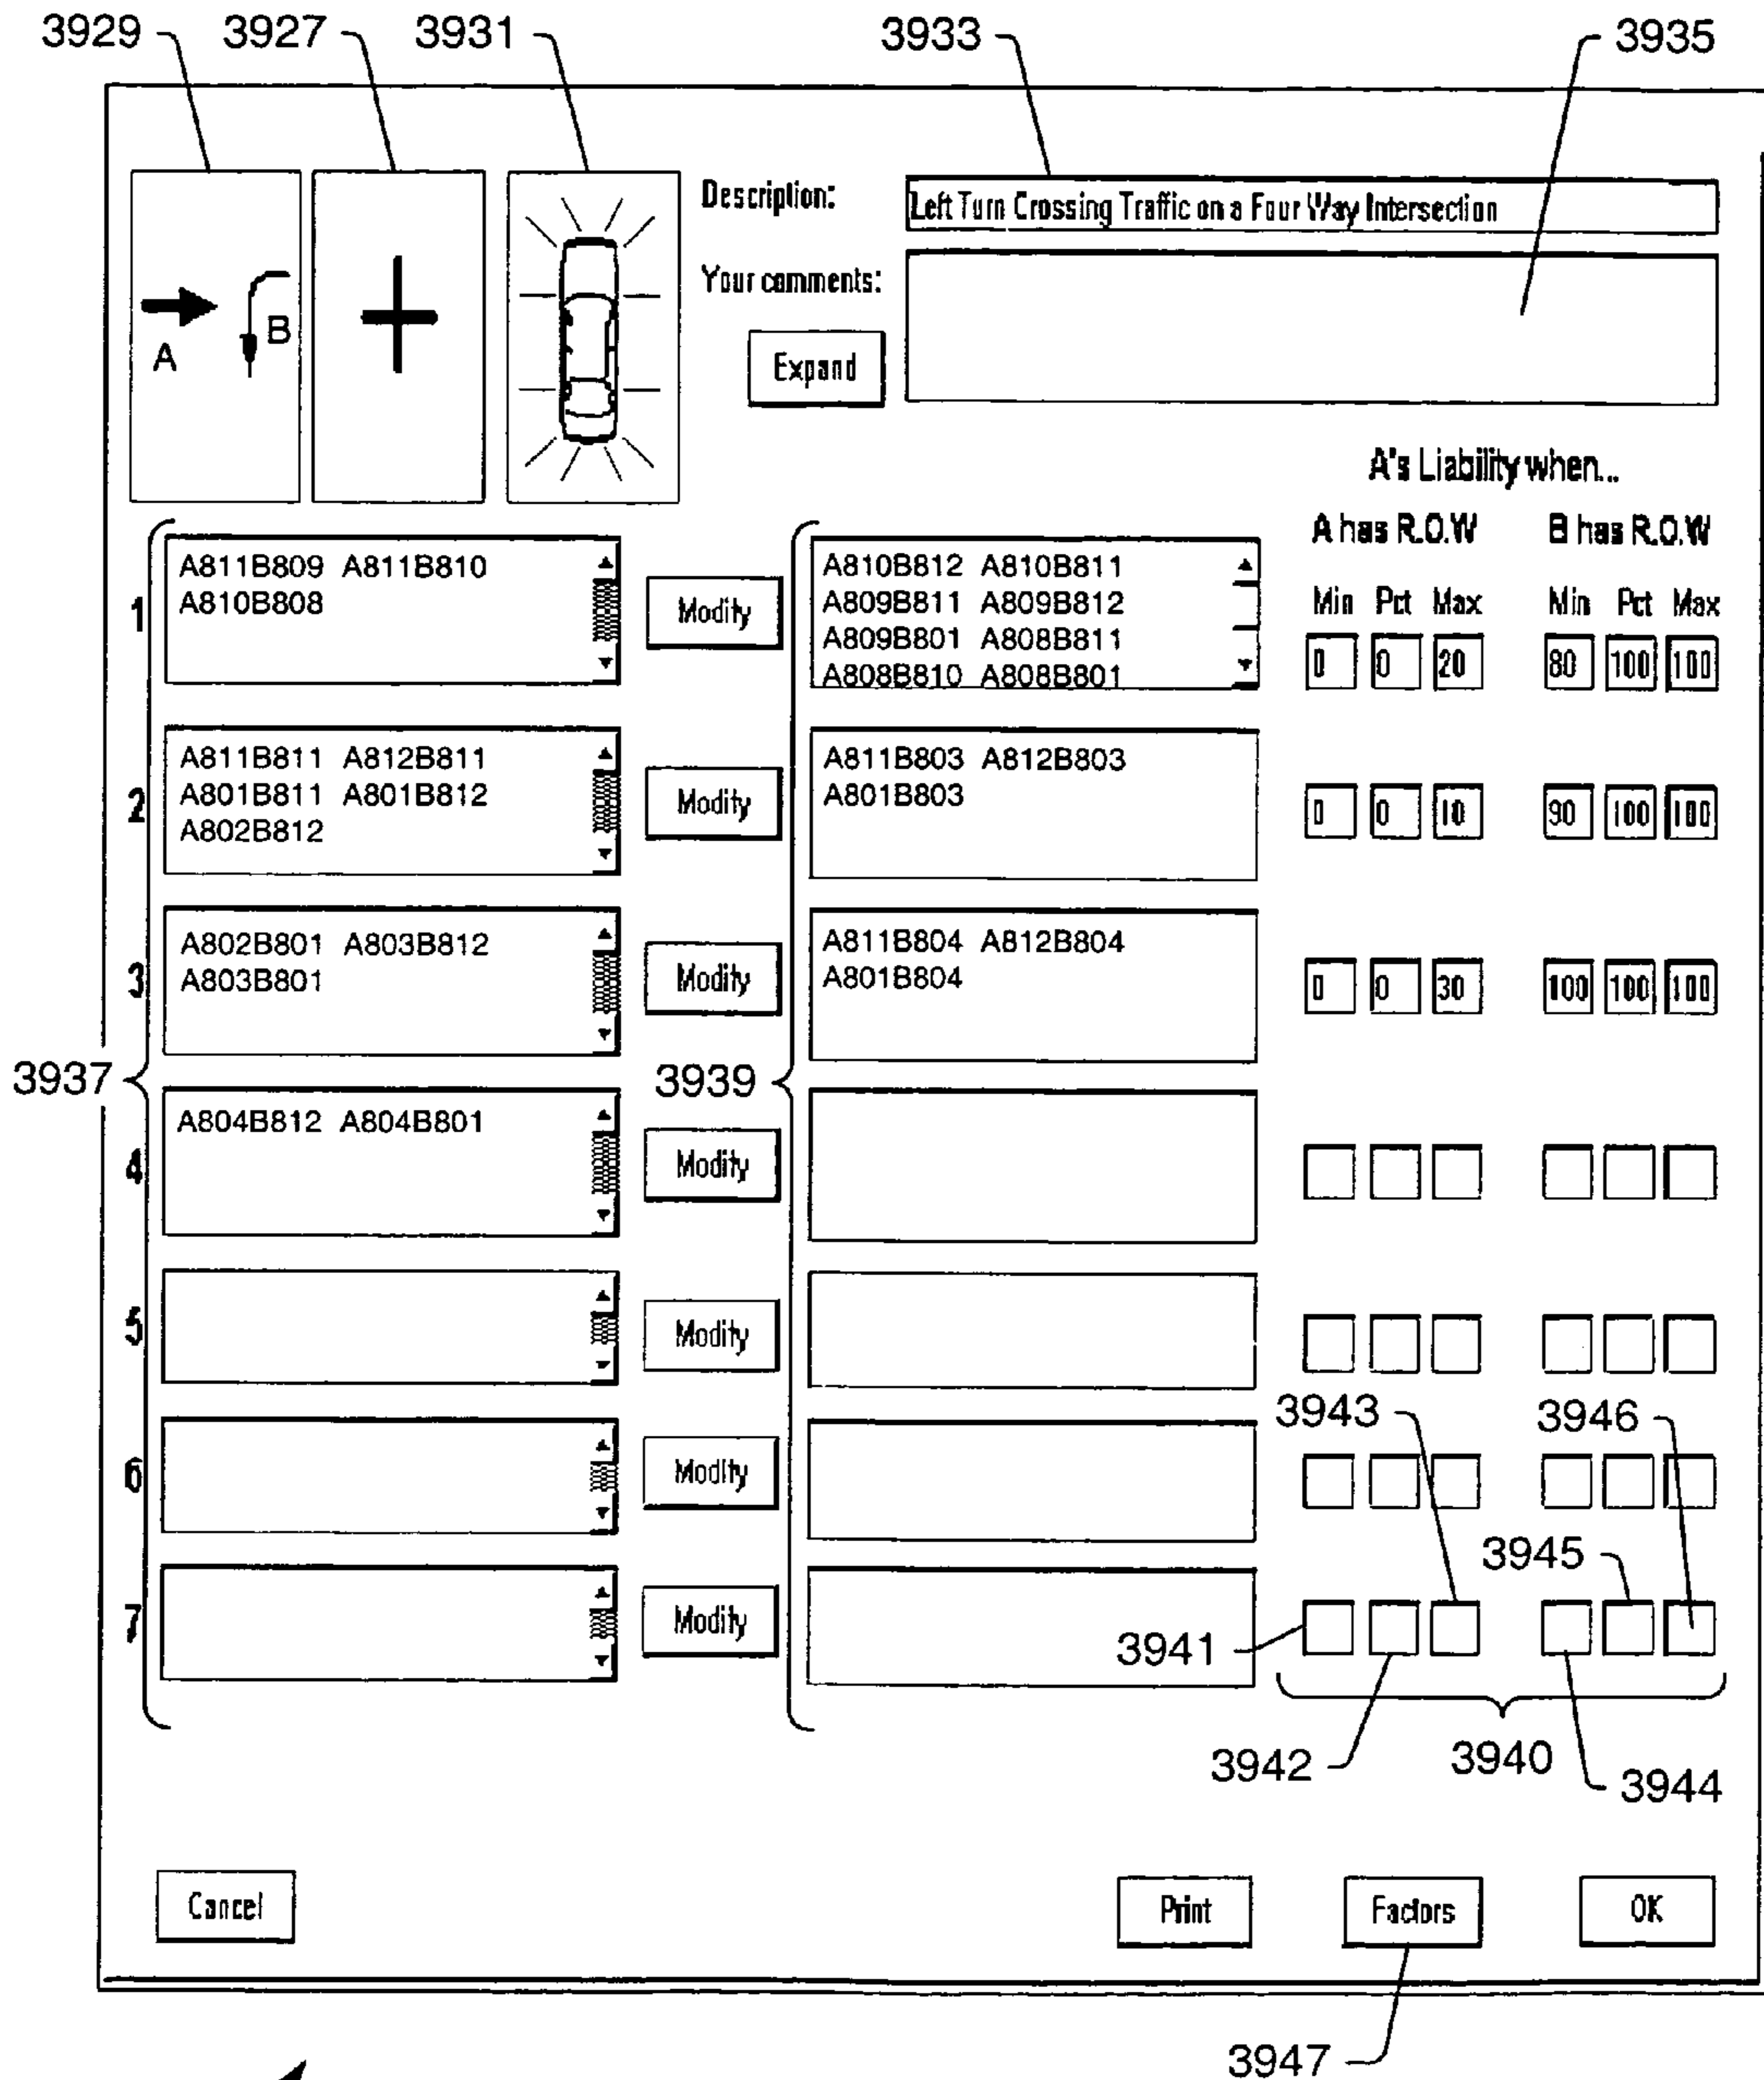 3929 3927 3931 3933 3935
Description: Left Turn Crossing Traffic on a Four Way Intersection
A B
Your comments:
Expand
A's Liability when...
A has R.O.W B has R.O.W
Min Pct Max Min Pct Max
1 A811B809 A811B810 Modify A810B812 A810B811
A810B808 A809B811 A809B812
A809B801 A808B811
A808B810 A808B801
0 0 20 80 100 100
2 A811B811 A812B811 Modify A811B803 A812B803
A801B811 A801B812 A801B803
A802B812
0 0 10 90 100 100
3 A802B801 A803B812 Modify A811B804 A812B804
A803B801 A801B804
0 0 30 100 100 100
3937 3939
4 A804B812 A804B801 Modify
5 Modify
3943 3946
6 Modify
3945
7 Modify
3941
3942 3940 3944
Cancel Print Factors OK
3947